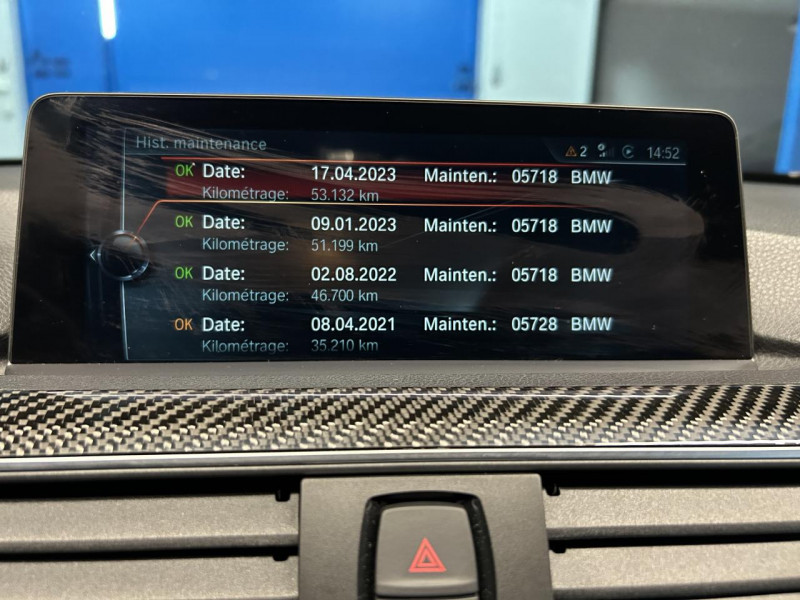 Hist. maintenance 2 14:52
OK Date: 17.04.2023 Mainten.: 05718 BMW
Kilométrage: 53.132 km
OK Date: 09.01.2023 Mainten.: 05718 BMW
Kilométrage: 51.199 km
OK Date: 02.08.2022 Mainten.: 05718 BMW
Kilométrage: 46.700 km
OK Date: 08.04.2021 Mainten.: 05728 BMW
Kilométrage: 35.210 km